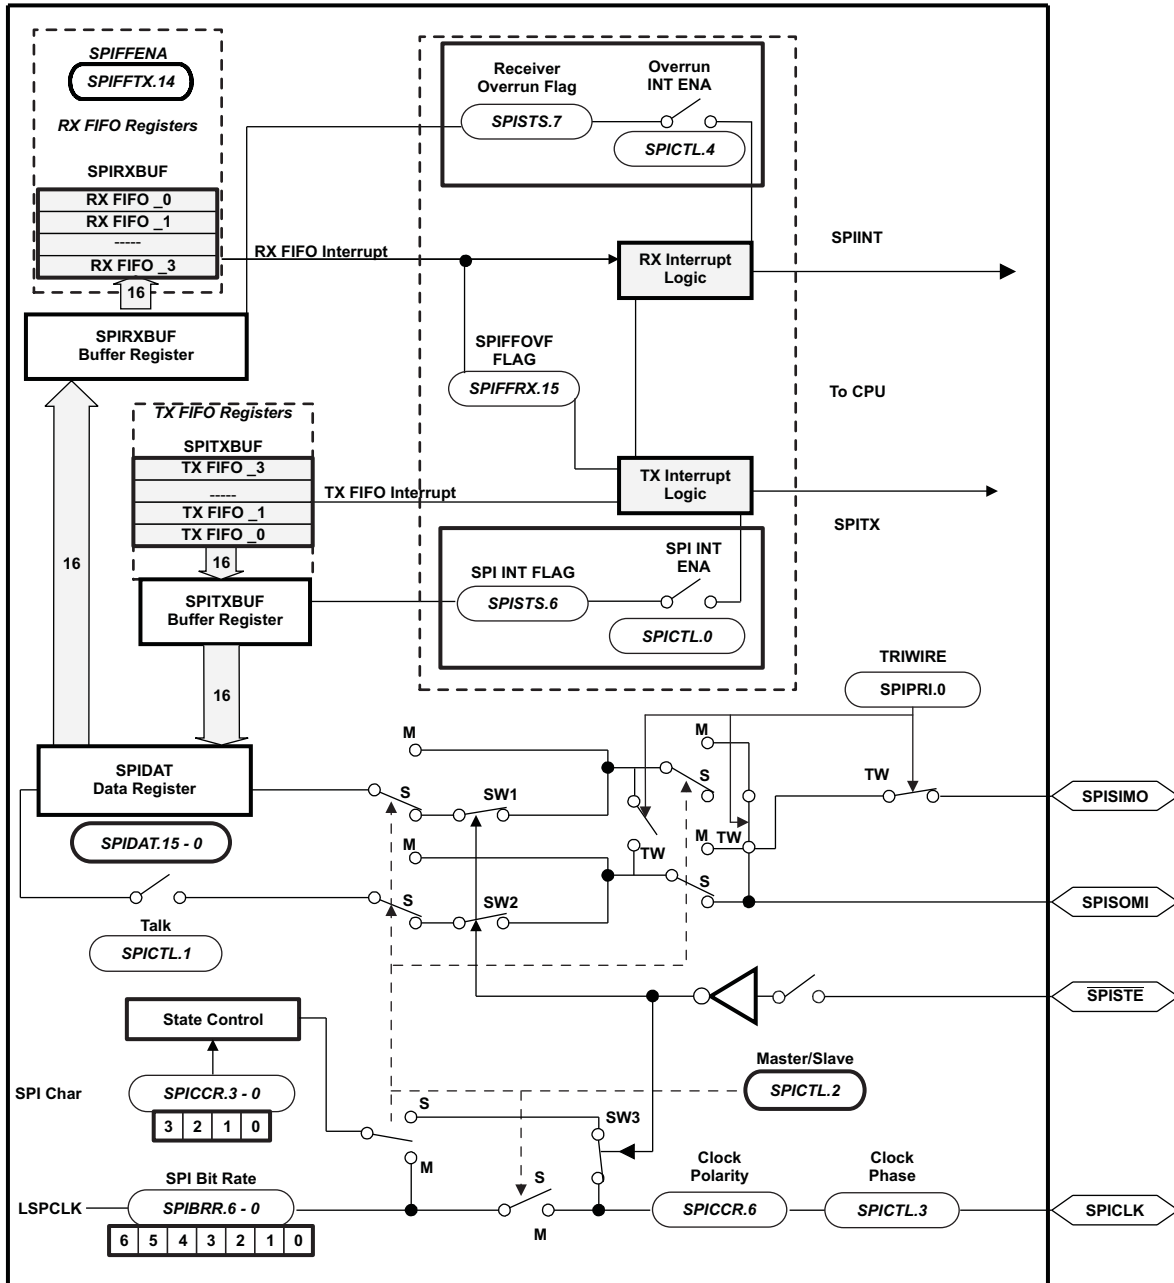 SPIFFENA
SPIFFTX.14
RX FIFO Registers
SPIRXBUF
RX FIFO _0
RX FIFO _1
-----
RX FIFO _3
16
SPIRXBUF
Buffer Register
RX FIFO Interrupt
Receiver
Overrun Flag
SPISTS.7
Overrun
INT ENA
SPICTL.4
RX Interrupt
Logic
SPIINT
SPIFFOVF
FLAG
SPIFFRX.15
To CPU
TX FIFO Registers
SPITXBUF
TX FIFO _3
-----
TX FIFO _1
TX FIFO _0
16
TX FIFO Interrupt
TX Interrupt
Logic
SPITX
16
SPITXBUF
Buffer Register
SPI INT FLAG
SPISTS.6
SPI INT
ENA
SPICTL.0
16
TRIWIRE
SPIPRI.0
SPIDAT
Data Register
SPIDAT.15 - 0
M
S
SW1
M
S
TW
SPISIMO
M
S
SW2
TW
M
TW
S
SPISOMI
Talk
SPICTL.1
SPISTE
State Control
Master/Slave
SPICTL.2
SPI Char
SPICCR.3 - 0
3 2 1 0
S
M
SW3
SPI Bit Rate
LSPCLK
SPIBRR.6 - 0
6 5 4 3 2 1 0
S
M
Clock
Polarity
SPICCR.6
Clock
Phase
SPICTL.3
SPICLK